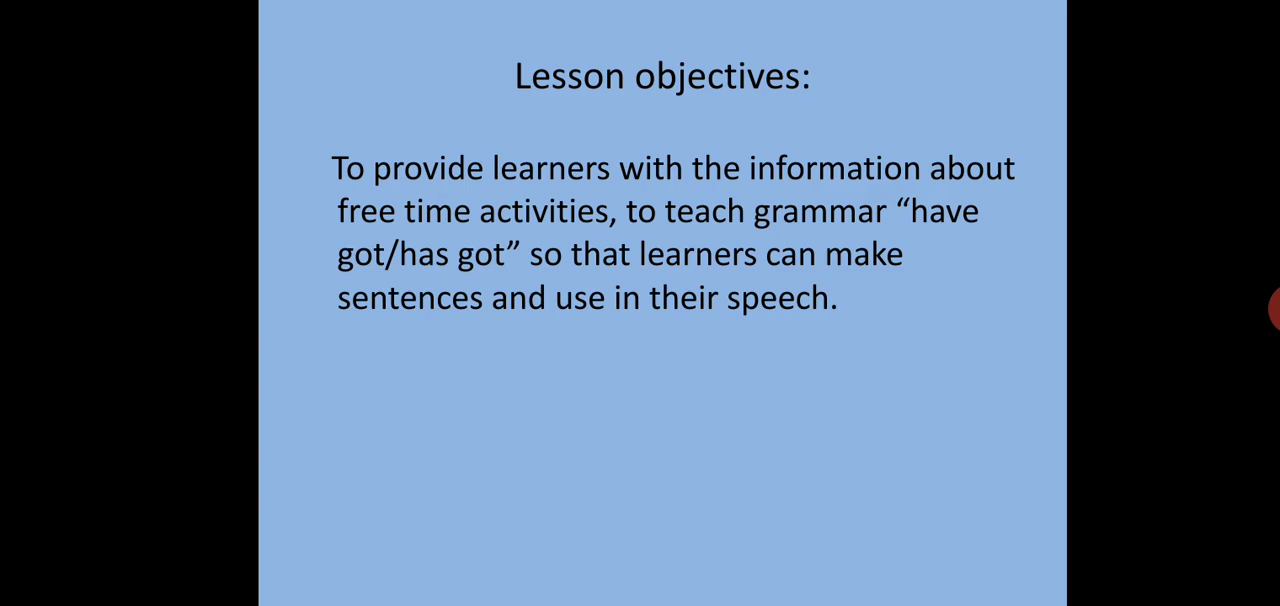 Lesson objectives:
To provide learners with the information about
free time activities, to teach grammar “have
got/has got” so that learners can make
sentences and use in their speech.